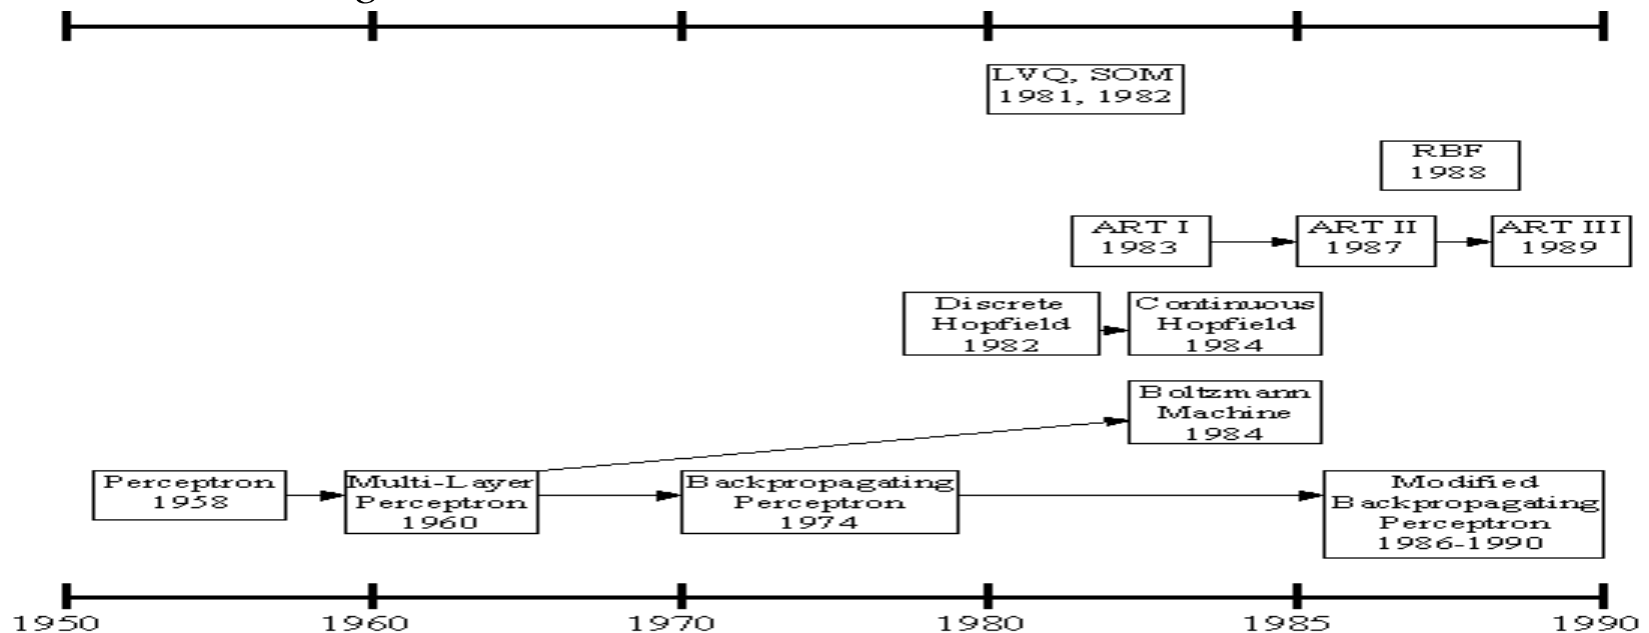 LVQ, SOM
1981, 1982
RBF
1988
ART I
1983
ART II
1987
ART III
1989
Discrete
Hopfield
1982
Continuous
Hopfield
1984
Boltzmann
Machine
1984
Perceptron
1958
Multi-Layer
Perceptron
1960
Backpropagating
Perceptron
1974
Modified
Backpropagating
Perceptron
1986-1990
1950
1960
1970
1980
1985
1990